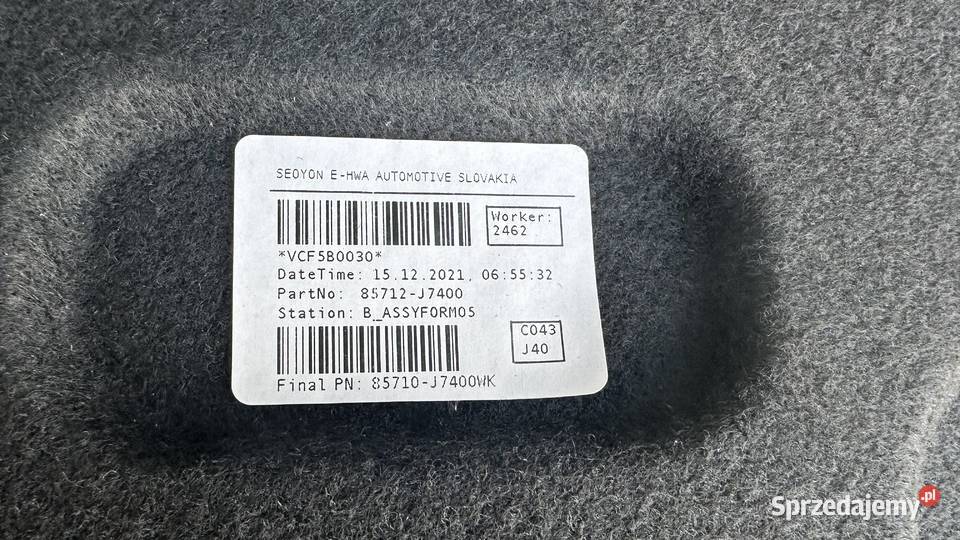 SEOYON E-HWA AUTOMOTIVE SLOVAKIA
Worker:
2462
*VCF5B0030*
DateTime: 15.12.2021, 06:55:32
PartNo: 85712-J7400
Station: B_ASSYFORM05
C043
J40
Final PN: 85710-J7400WK
Sprzedajemy.pl